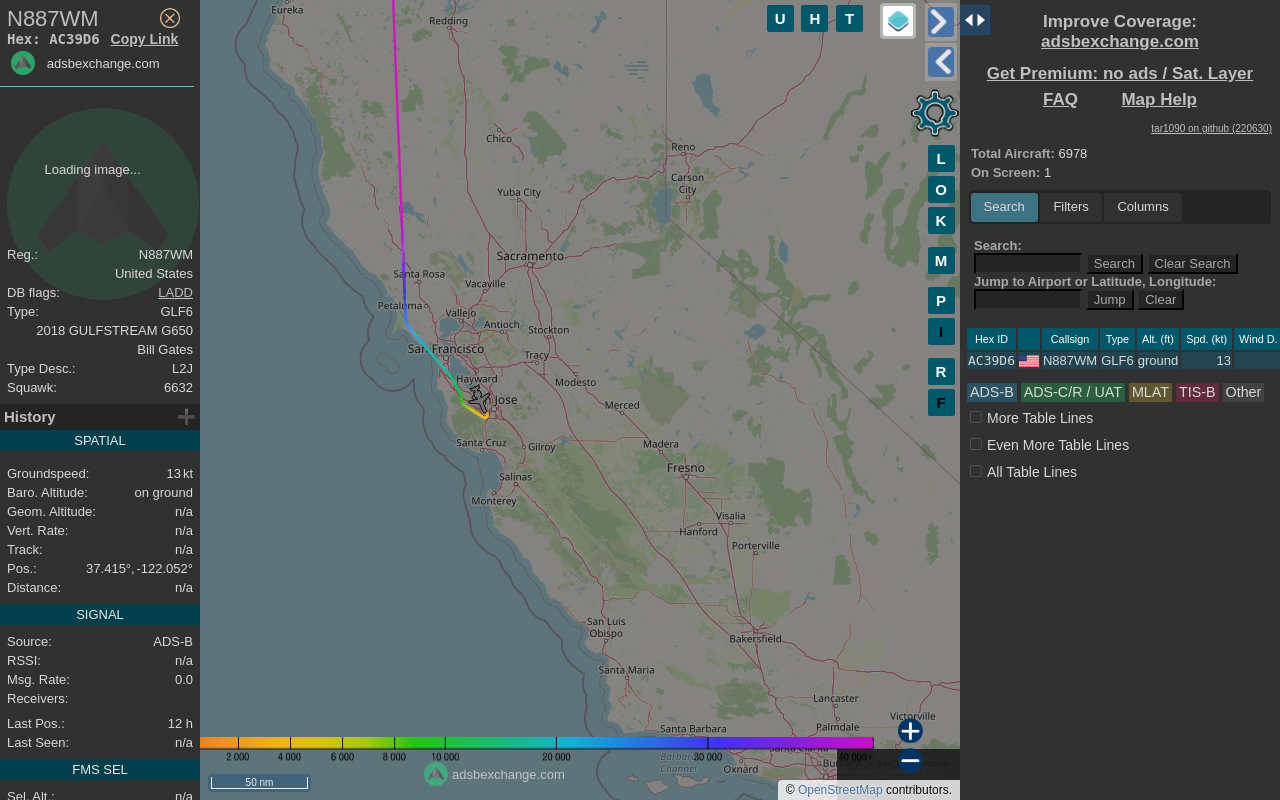 N887WM
Hex: AC39D6 Copy Link
adsbexchange.com
Loading image...
Reg.: N887WM
United States
DB flags: LADD
Type: GLF6
2018 GULFSTREAM G650
Bill Gates
Type Desc.: L2J
Squawk: 6632
History
SPATIAL
Groundspeed: 13 kt
Baro. Altitude: on ground
Geom. Altitude: n/a
Vert. Rate: n/a
Track: n/a
Pos.: 37.415°, -122.052°
Distance: n/a
SIGNAL
Source: ADS-B
RSSI: n/a
Msg. Rate: 0.0
Receivers:
Last Pos.: 12 h
Last Seen: n/a
FMS SEL
Sel. Alt.: n/a
Eureka
Redding
Chico
Reno
Carson
City
Yuba City
Sacramento
Santa Rosa
Vacaville
Petaluma
Vallejo
Antioch
Stockton
San Francisco
Tracy
Hayward
Modesto
Jose
Merced
Santa Cruz
Gilroy
Madera
Fresno
Salinas
Monterey
Visalia
Hanford
Porterville
San Luis
Obispo
Bakersfield
Santa Maria
Lancaster
Victorville
Santa Barbara
Palmdale
Santa Clarita
Channel
Oxnard
2 000 4 000 6 000 8 000 10 000 20 000 30 000 40 000+
50 nm
adsbexchange.com
© OpenStreetMap contributors.
U H T
L
O
K
M
P
I
R
F
Improve Coverage:
adsbexchange.com
Get Premium: no ads / Sat. Layer
FAQ Map Help
tar1090 on github (220630)
Total Aircraft: 6978
On Screen: 1
Search Filters Columns
Search:
Search Clear Search
Jump to Airport or Latitude, Longitude:
Jump Clear
Hex ID Callsign Type Alt. (ft) Spd. (kt) Wind D.
AC39D6 N887WM GLF6 ground 13
ADS-B ADS-C/R / UAT MLAT TIS-B Other
More Table Lines
Even More Table Lines
All Table Lines